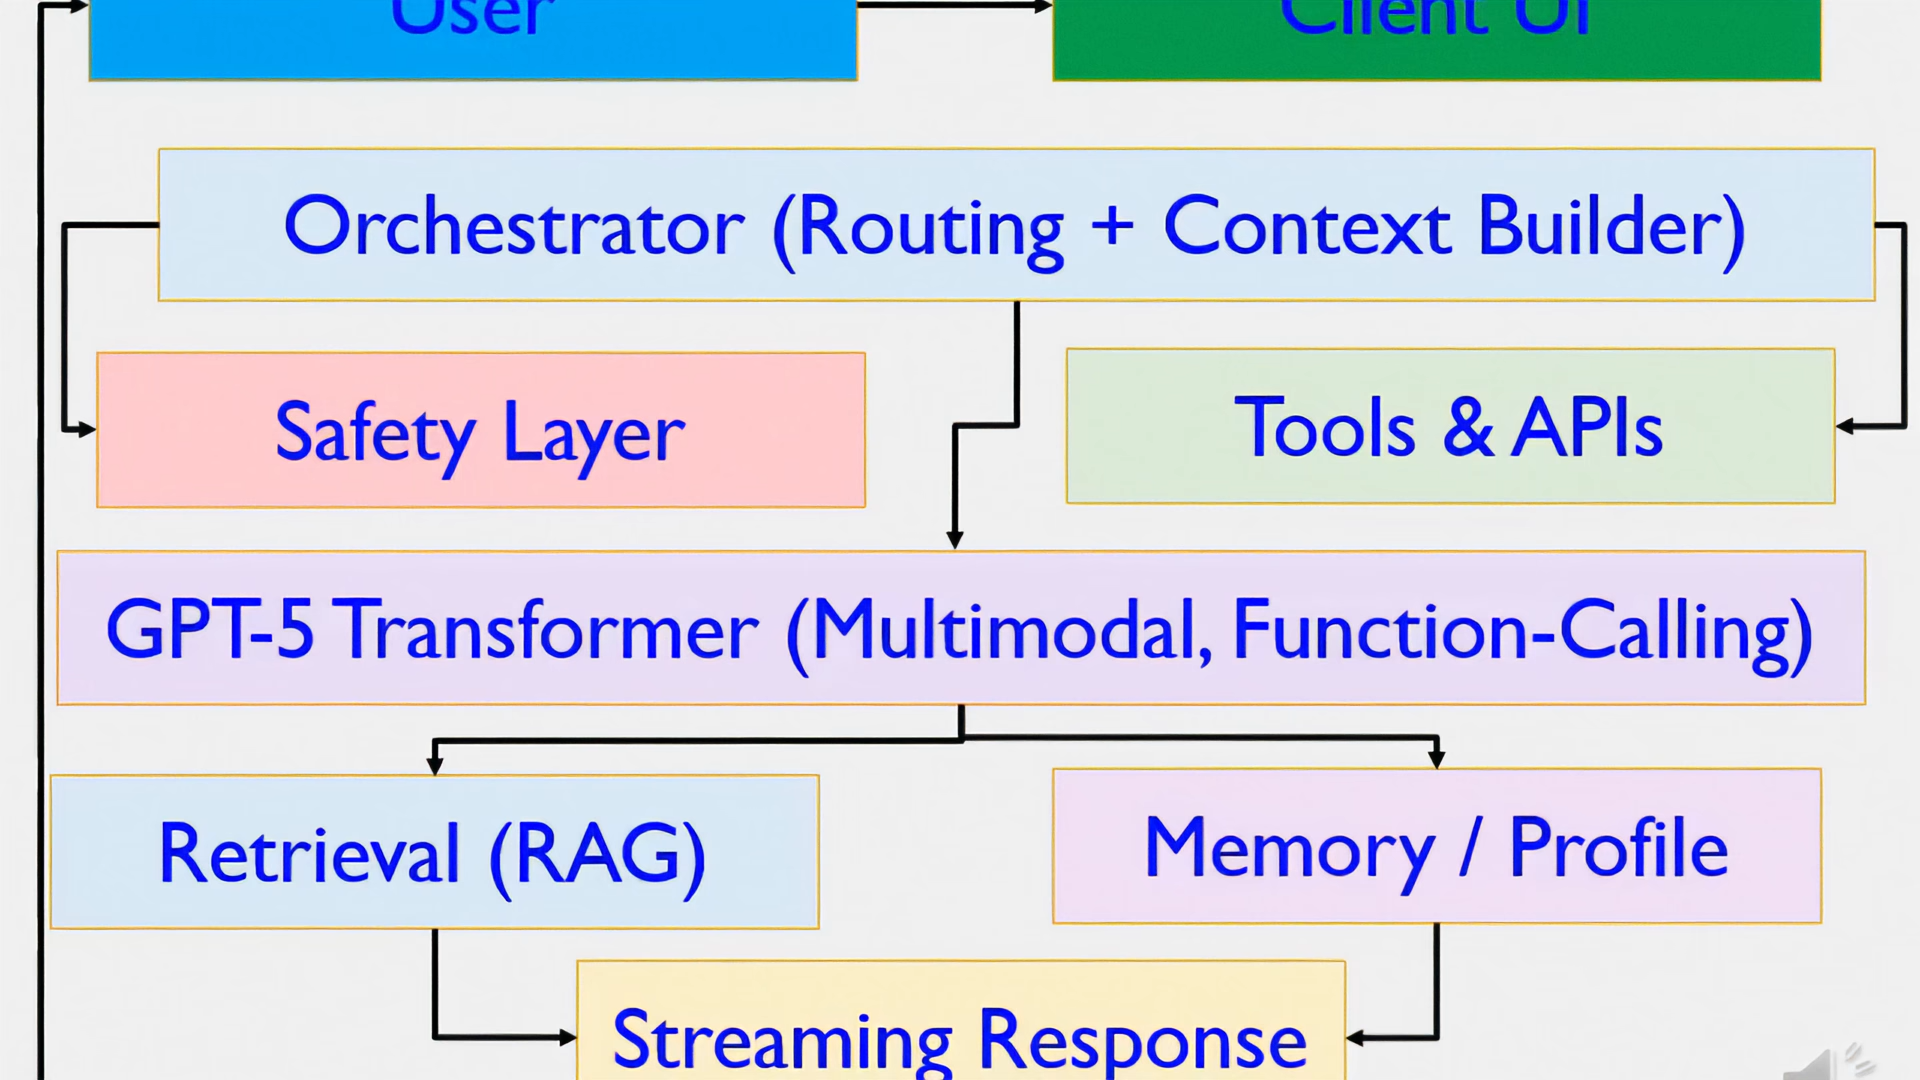 User
Client UI
Orchestrator (Routing + Context Builder)
Safety Layer
Tools & APIs
GPT-5 Transformer (Multimodal, Function-Calling)
Retrieval (RAG)
Memory / Profile
Streaming Response